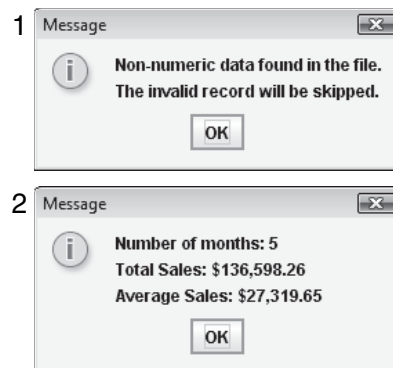 1
Message
Non-numeric data found in the file.
The invalid record will be skipped.
OK
2
Message
Number of months: 5
Total Sales: $136,598.26
Average Sales: $27,319.65
OK